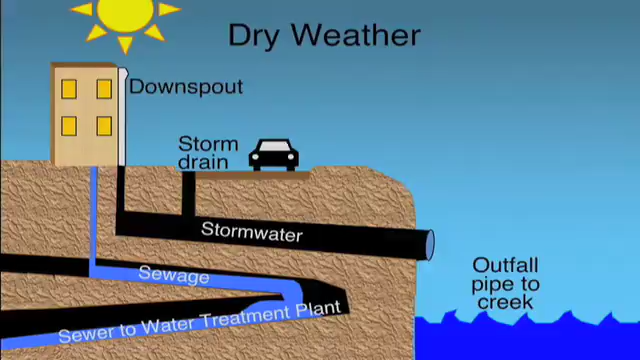 Dry Weather
Downspout
Storm
drain
Stormwater
Sewage
Sewer to Water Treatment Plant
Outfall
pipe to
creek